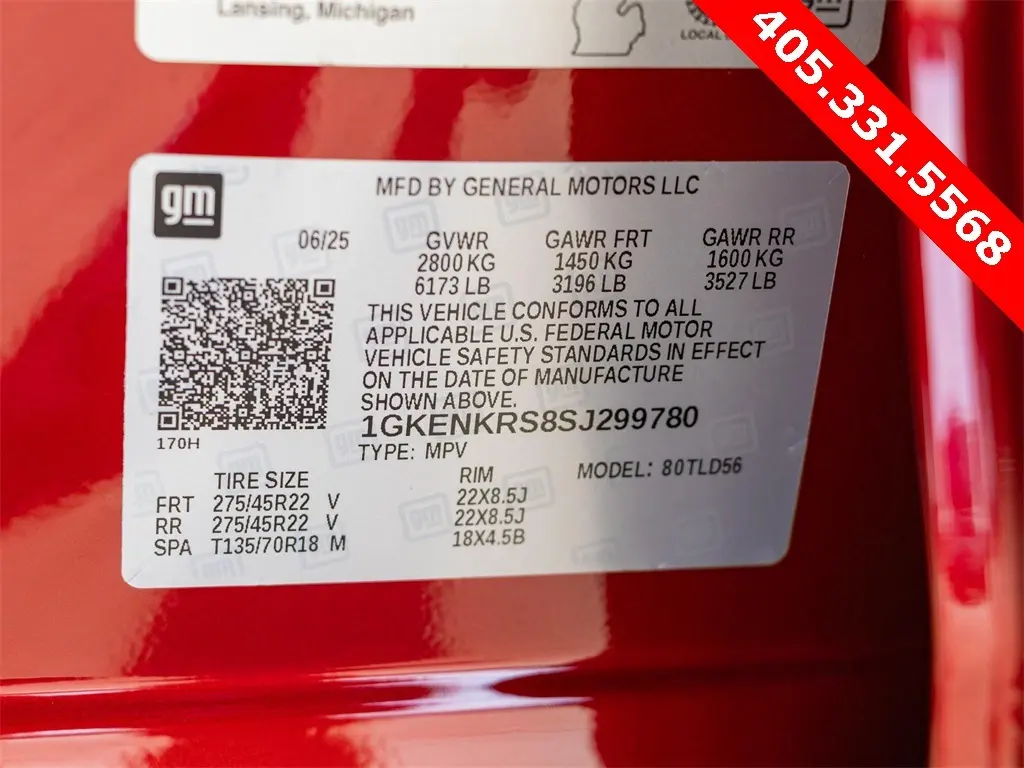 Lansing, Michigan
LOCAL
gm
405.331.5568
gm
MFD BY GENERAL MOTORS LLC
06/25 GVWR GAWR FRT GAWR RR
2800 KG 1450 KG 1600 KG
6173 LB 3196 LB 3527 LB
THIS VEHICLE CONFORMS TO ALL
APPLICABLE U.S. FEDERAL MOTOR
VEHICLE SAFETY STANDARDS IN EFFECT
ON THE DATE OF MANUFACTURE
SHOWN ABOVE.
1GKENKRS8SJ299780
170H
TYPE: MPV MODEL: 80TLD56
TIRE SIZE RIM
FRT 275/45R22 V 22X8.5J
RR 275/45R22 V 22X8.5J
SPA T135/70R18 M 18X4.5B